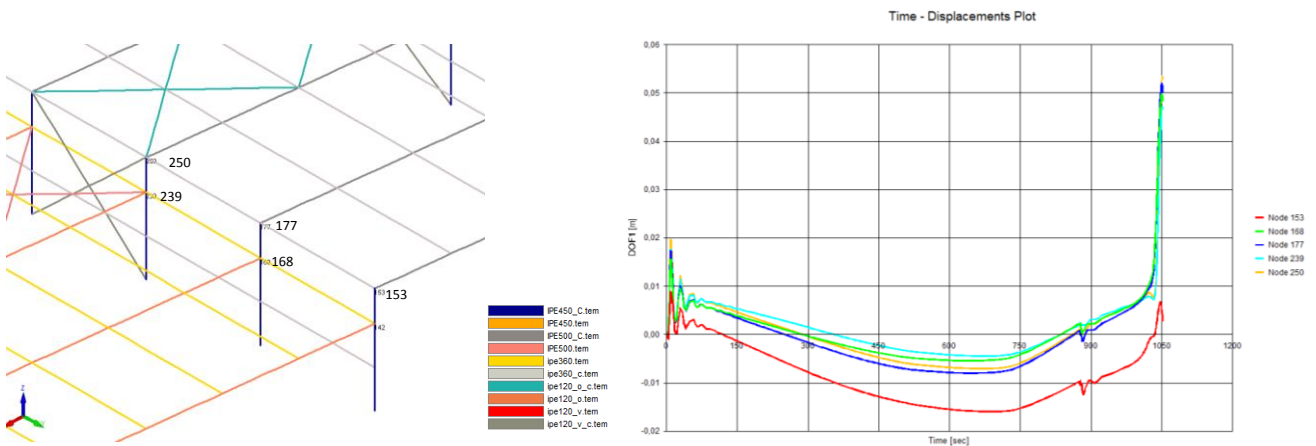 250
239
177
168
153
77
53
42
IPE450_C.tem
IPE450.tem
IPE500_C.tem
IPE500.tem
ipe360.tem
ipe360_c.tem
ipe120_o_c.tem
ipe120_o.tem
ipe120_v.tem
ipe120_v_c.tem
Z
Time - Displacements Plot
DOF1 [m]
0,06
0,05
0,04
0,03
0,02
0,01
0,00
-0,01
-0,02
0 150 300 450 600 750 900 1050 1200
Time [sec]
Node 153
Node 168
Node 177
Node 239
Node 250